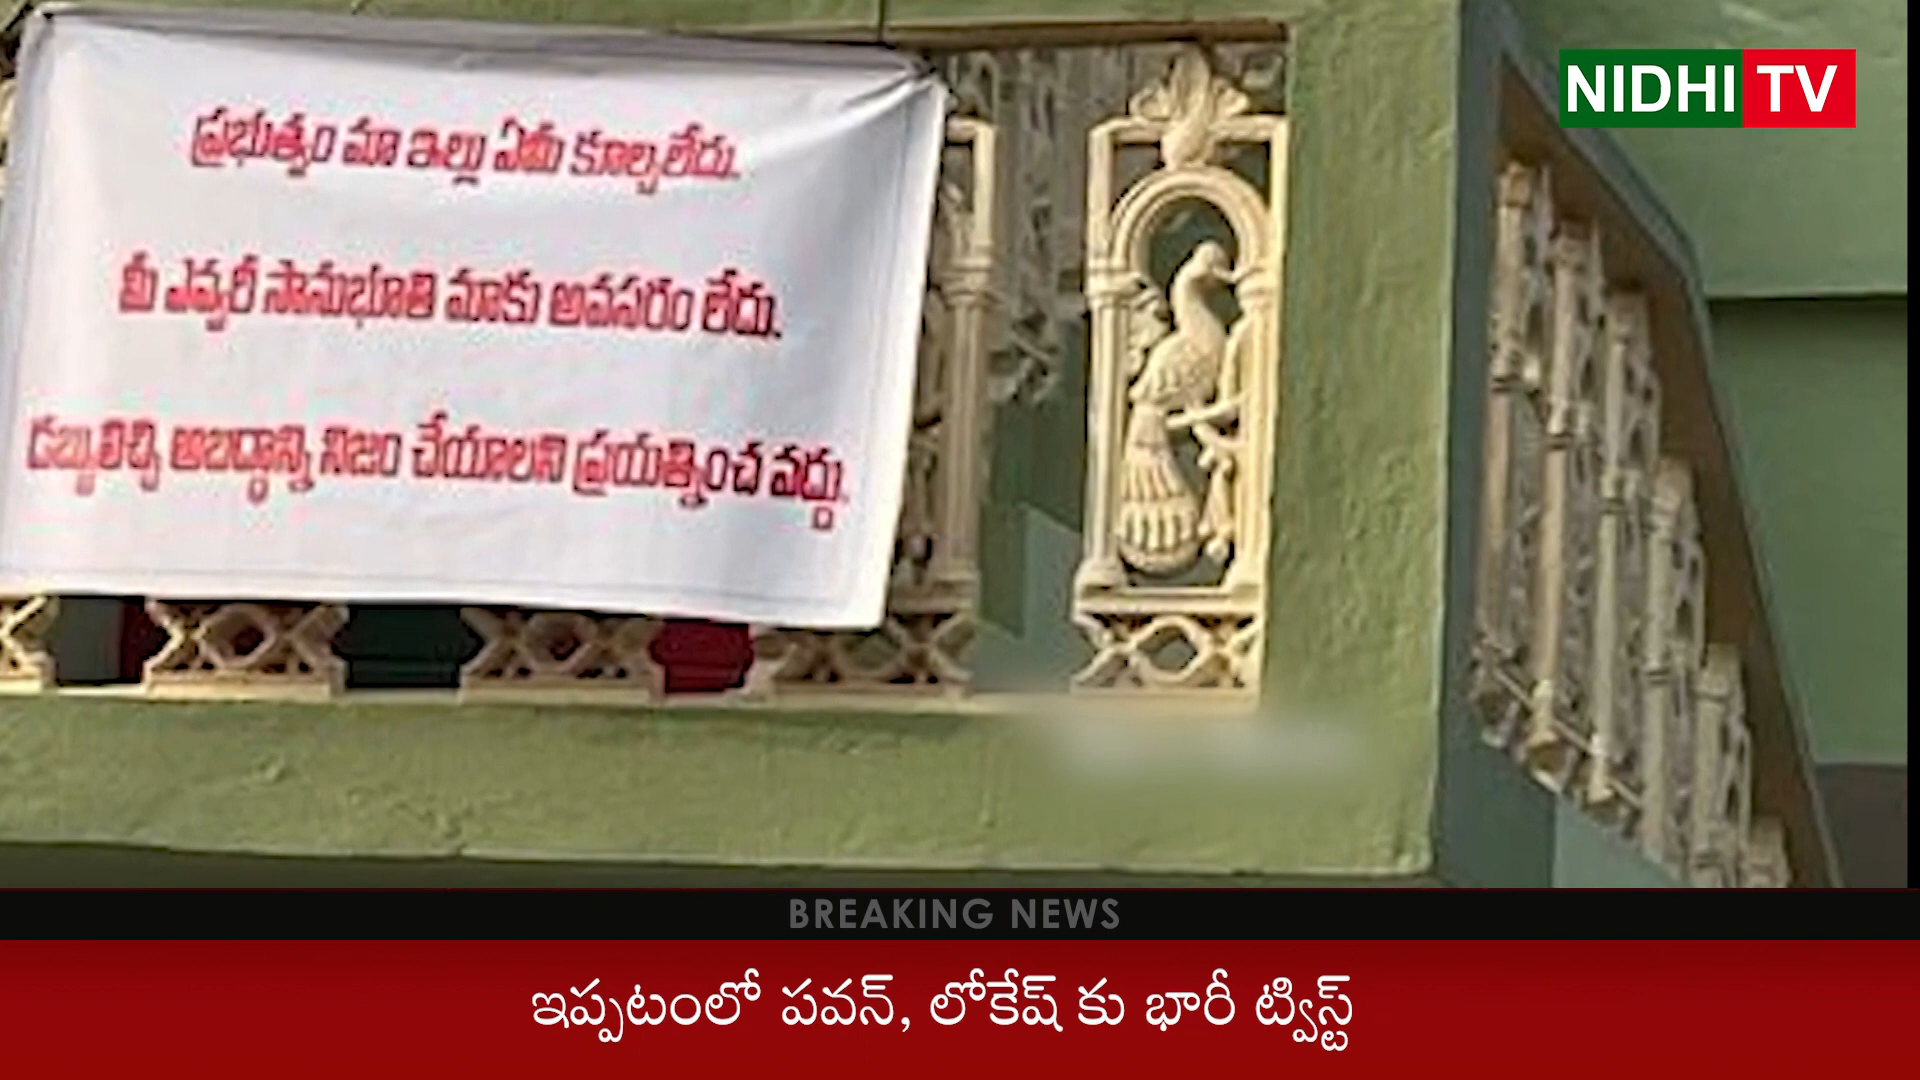 NIDHI TV
ప్రభుత్వం మా ఇల్లు ఏమి కూల్చలేదు.
మీ ఎవ్వరి సానుభూతి మాకు అవసరం లేదు.
డబ్బులిచ్చి అబద్ధాన్ని నిజం చేయాలని ప్రయత్నించ వద్దు.
BREAKING NEWS
ఇప్పటంలో పవన్, లోకేష్ కు భారీ ట్విస్ట్